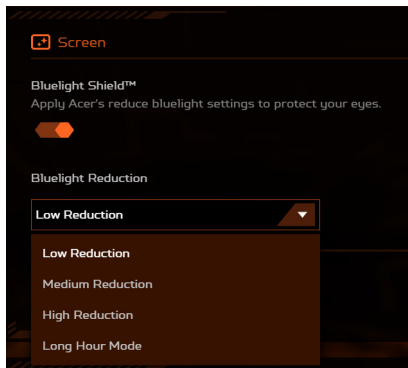 Screen
Bluelight Shield™
Apply Acer's reduce bluelight settings to protect your eyes.
Bluelight Reduction
Low Reduction
Low Reduction
Medium Reduction
High Reduction
Long Hour Mode